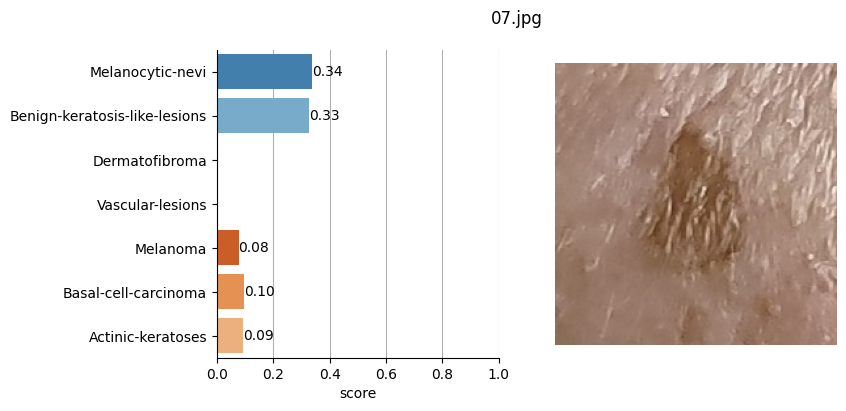 07.jpg
Melanocytic-nevi
0.34
Benign-keratosis-like-lesions
0.33
Dermatofibroma
Vascular-lesions
Melanoma
0.08
Basal-cell-carcinoma
0.10
Actinic-keratoses
0.09
0.0 0.2 0.4 0.6 0.8 1.0
score